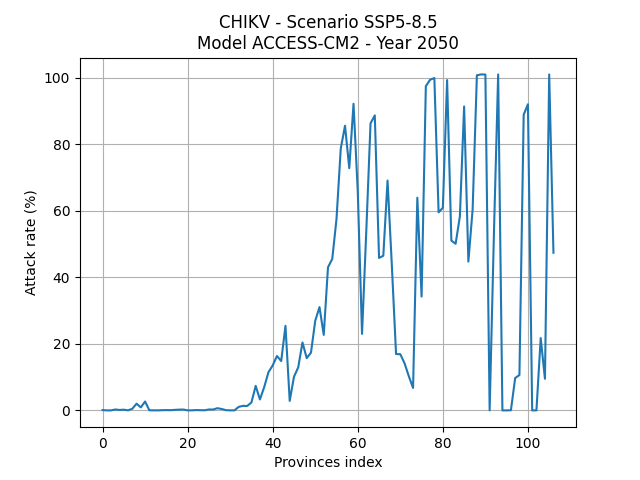 CHIKV - Scenario SSP5-8.5
Model ACCESS-CM2 - Year 2050
100
80
60
40
20
0
Attack rate (%)
0 20 40 60 80 100
Provinces index